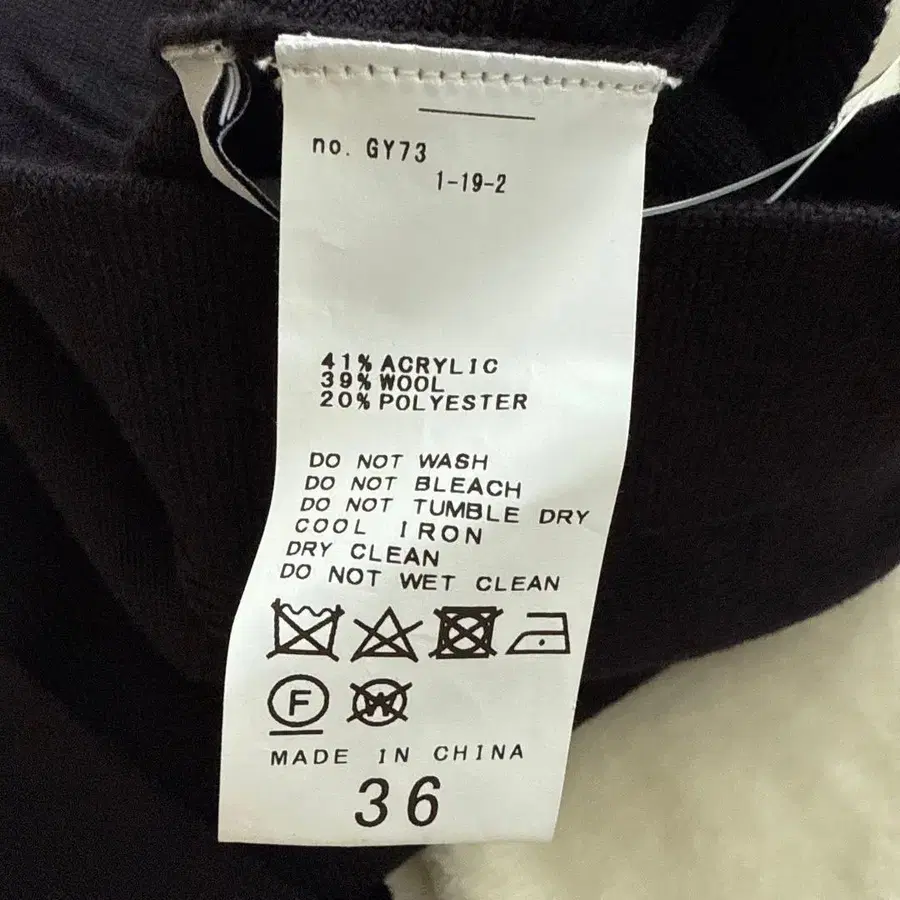 no. GY73
1-19-2
41% ACRYLIC
39% WOOL
20% POLYESTER
DO NOT WASH
DO NOT BLEACH
DO NOT TUMBLE DRY
COOL IRON
DRY CLEAN
DO NOT WET CLEAN
F W
MADE IN CHINA
36